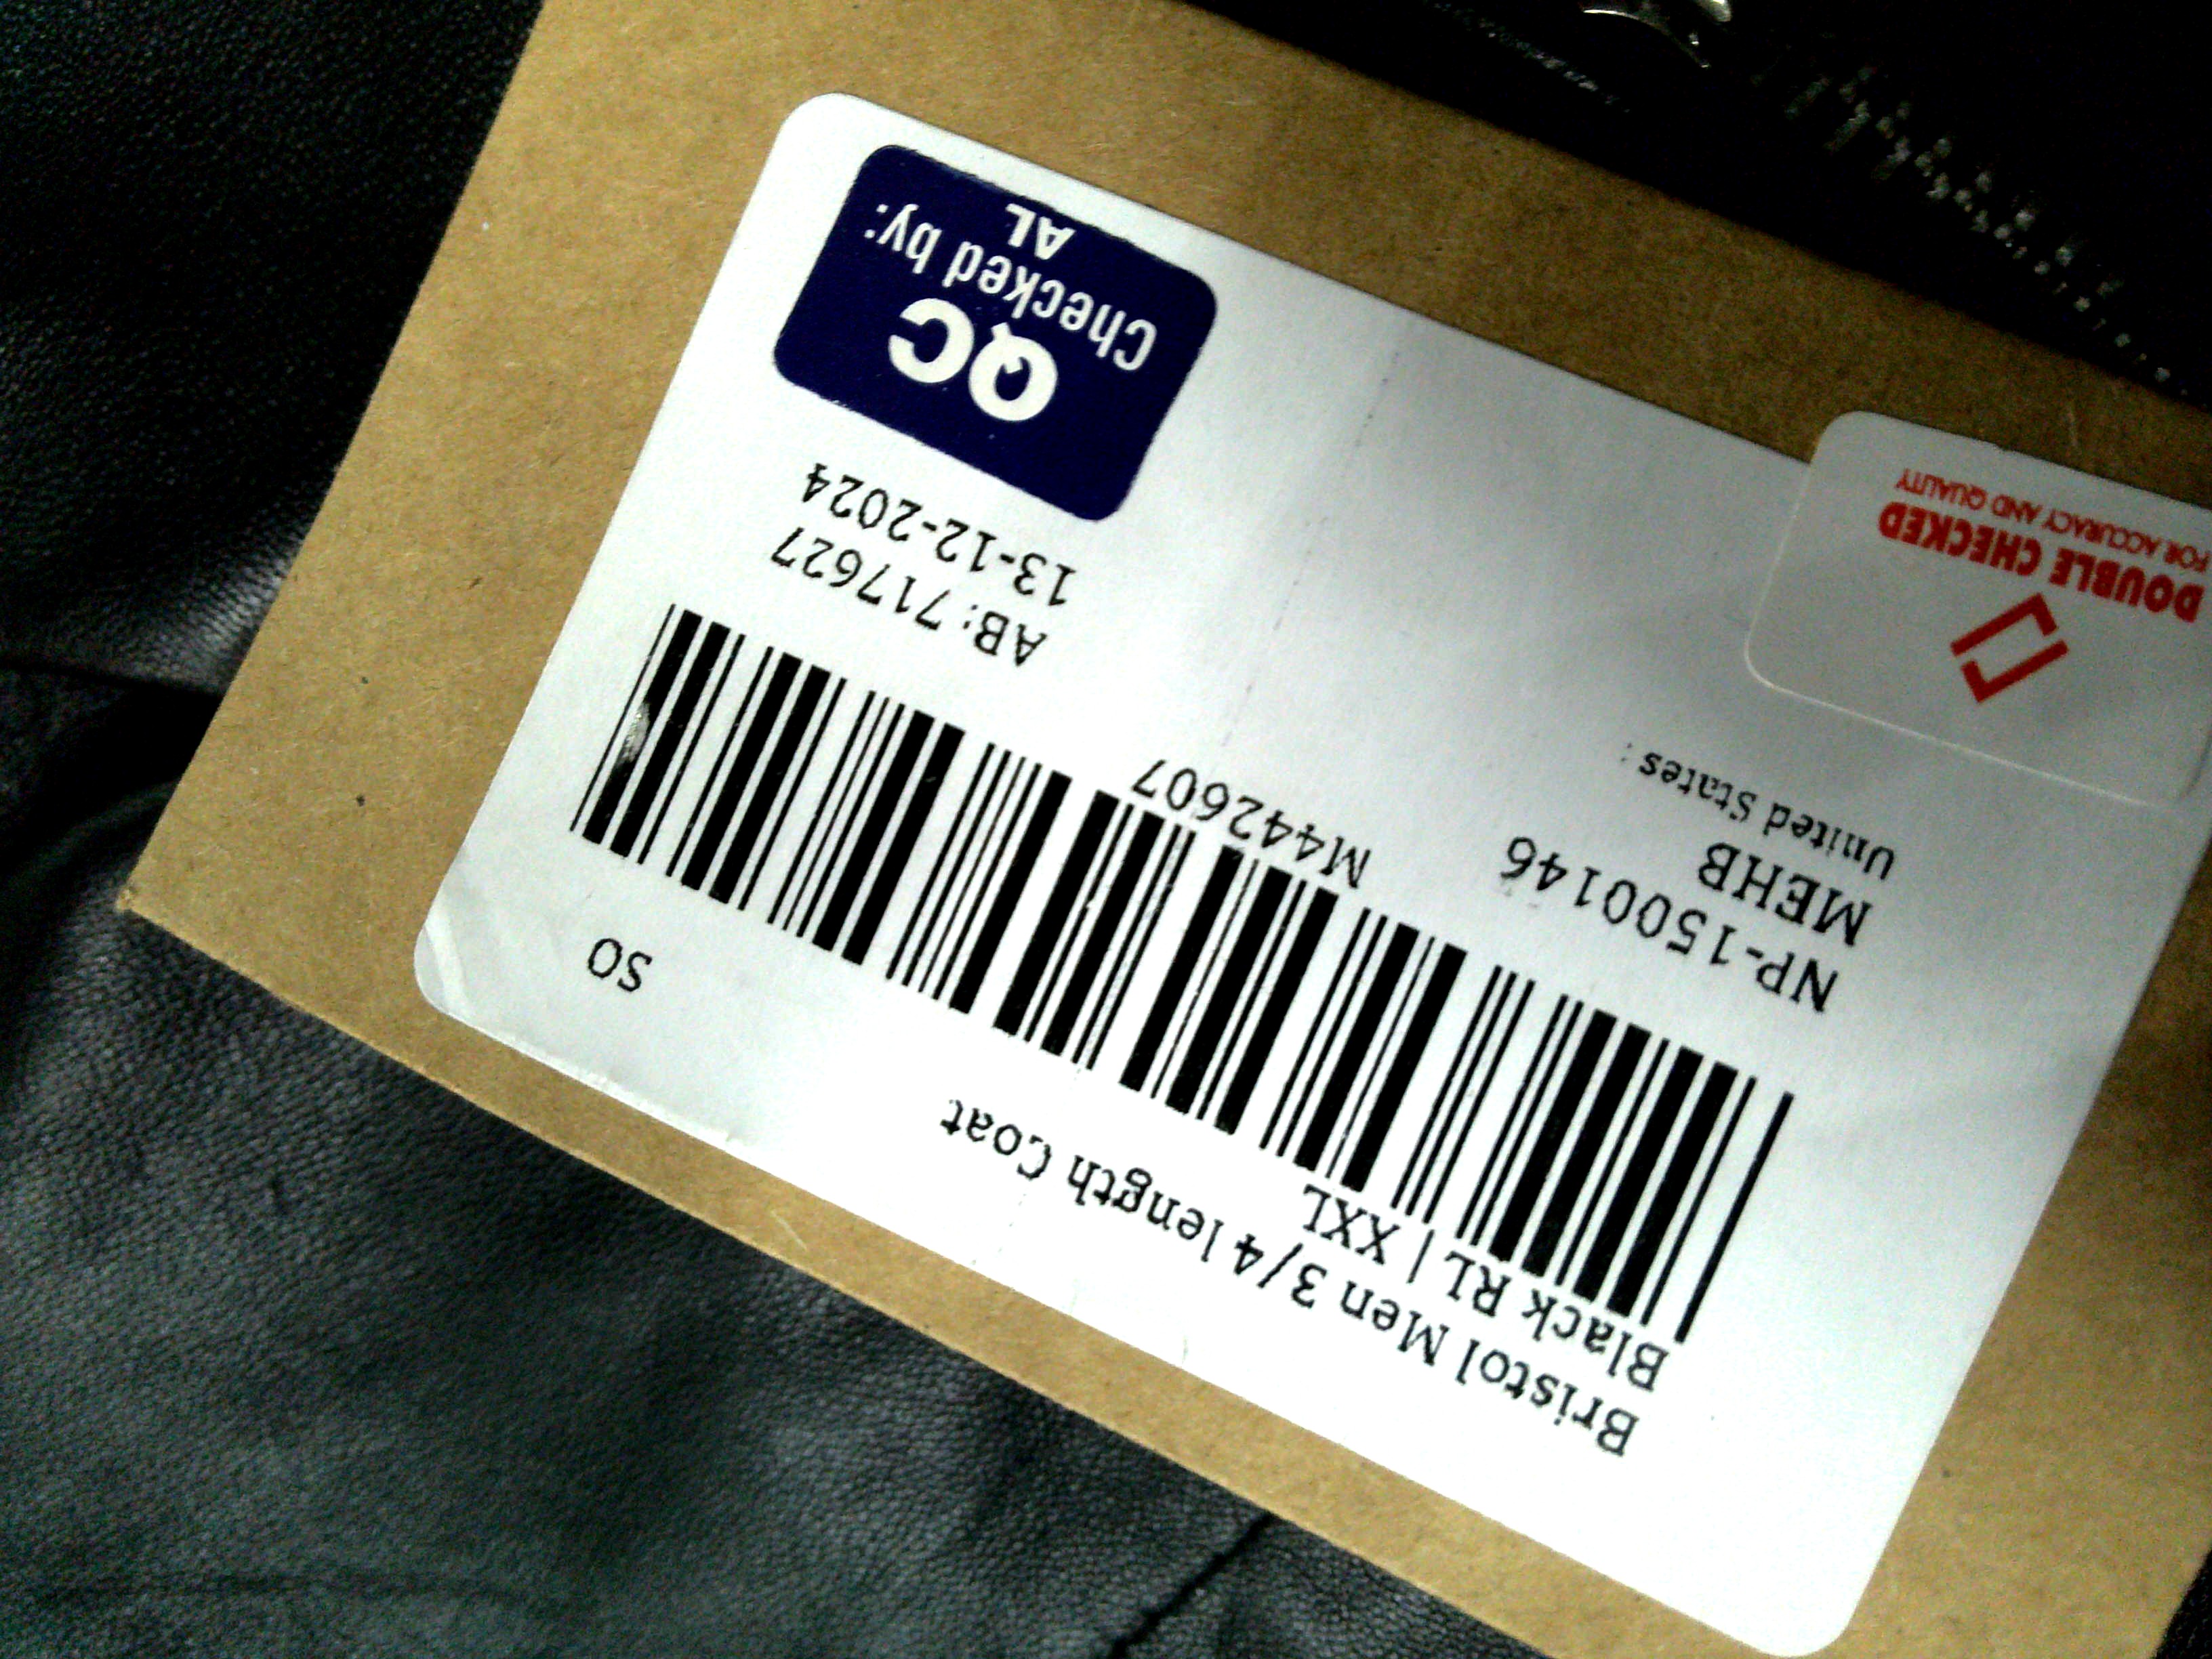 Bristol Men 3/4 length Coat
Black RL | XXL
SO
M442607
NP-1500146
MEHB
United States :
AB: 717627
13-12-2024
QC
Checked by:
AL
DOUBLE CHECKED
FOR ACCURACY AND QUALITY